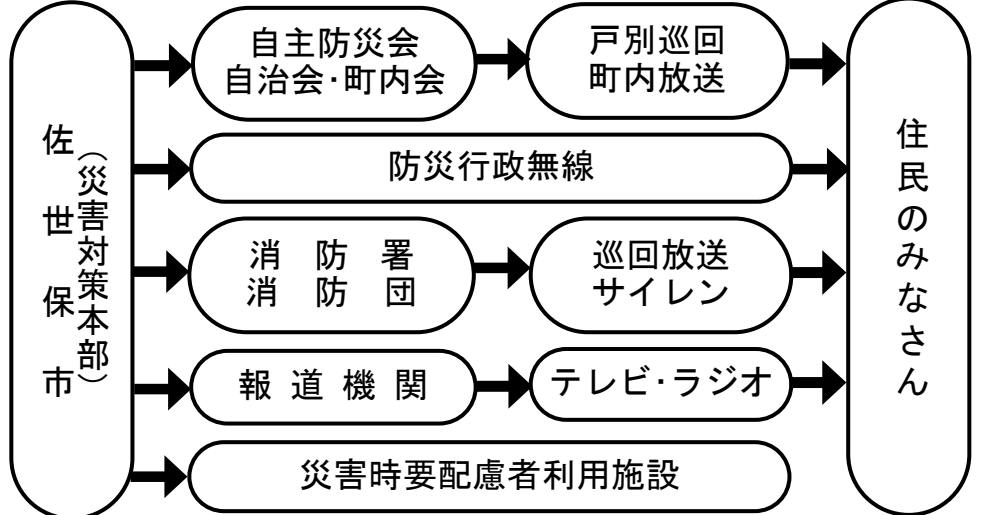 佐世保市
（災害対策本部）
自主防災会
自治会・町内会
戸別巡回
町内放送
防災行政無線
消防署
消防団
巡回放送
サイレン
報道機関
テレビ・ラジオ
災害時要配慮者利用施設
住民のみなさん